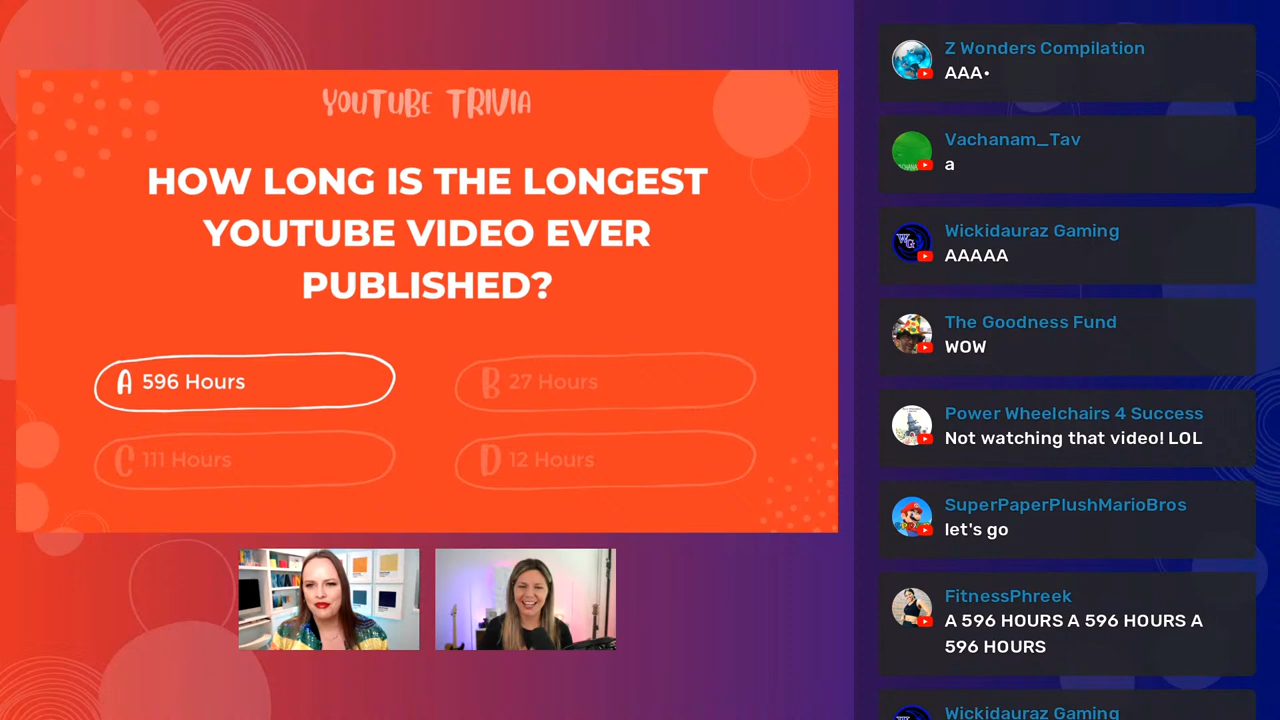 YOUTUBE TRIVIA
HOW LONG IS THE LONGEST
YOUTUBE VIDEO EVER
PUBLISHED?
A 596 Hours
B 27 Hours
C 111 Hours
D 12 Hours
Z Wonders Compilation
AAA•
Vachanam_Tav
a
Wickidauraz Gaming
AAAAA
The Goodness Fund
WOW
Power Wheelchairs 4 Success
Not watching that video! LOL
SuperPaperPlushMarioBros
let's go
FitnessPhreek
A 596 HOURS A 596 HOURS A
596 HOURS
Wickidauraz Gaming